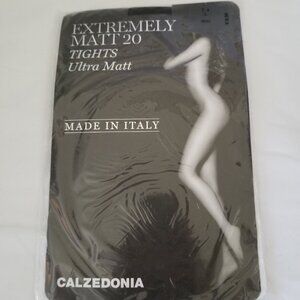 EXTREMELY
MATT 20
TIGHTS
Ultra Matt
MADE IN ITALY
CALZEDONIA